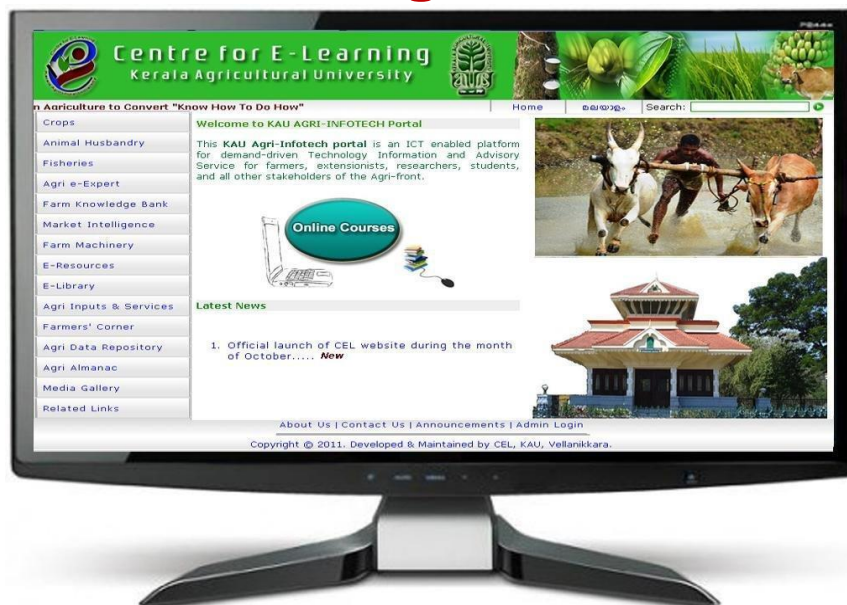 Centre for E-Learning
Kerala Agricultural University
n Agriculture to Convert "Know How To Do How"
Home
മലയാളം
Search:
Crops
Animal Husbandry
Fisheries
Agri e-Expert
Farm Knowledge Bank
Market Intelligence
Farm Machinery
E-Resources
E-Library
Agri Inputs & Services
Farmers' Corner
Agri Data Repository
Agri Almanac
Media Gallery
Related Links
Welcome to KAU AGRI-INFOTECH Portal
This KAU Agri-Infotech portal is an ICT enabled platform
for demand-driven Technology Information and Advisory
Service for farmers, extensionists, researchers, students,
and all other stakeholders of the Agri-front.
Online Courses
Latest News
1. Official launch of CEL website during the month
of October..... New
About Us | Contact Us | Announcements | Admin Login
Copyright © 2011. Developed & Maintained by CEL, KAU, Vellanikkara.